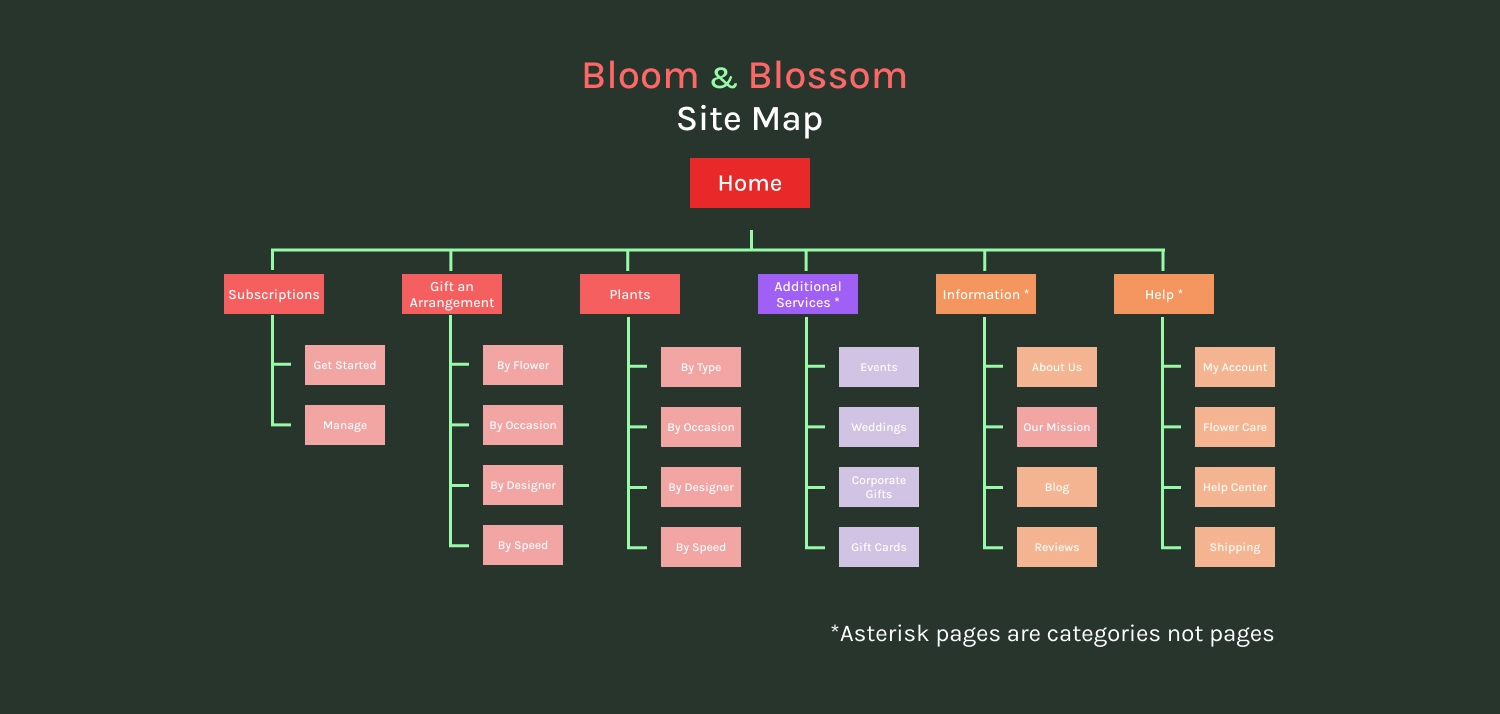 Bloom & Blossom
Site Map
Home
Subscriptions
Get Started
Manage
Gift an
Arrangement
By Flower
By Occasion
By Designer
By Speed
Plants
By Type
By Occasion
By Designer
By Speed
Additional
Services *
Events
Weddings
Corporate
Gifts
Gift Cards
Information *
About Us
Our Mission
Blog
Reviews
Help *
My Account
Flower Care
Help Center
Shipping
*Asterisk pages are categories not pages